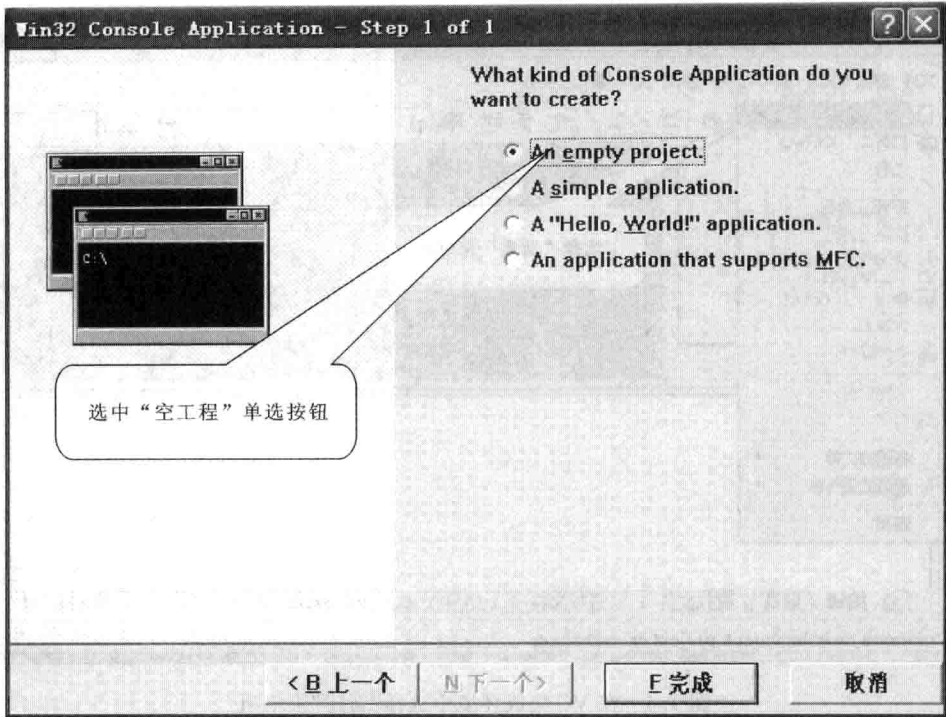 Win32 Console Application - Step 1 of 1
What kind of Console Application do you
want to create?
An empty project.
A simple application.
A "Hello, World!" application.
An application that supports MFC.
C:\
选中“空工程”单选按钮
<B 上一个
N 下一个>
F 完成
取消